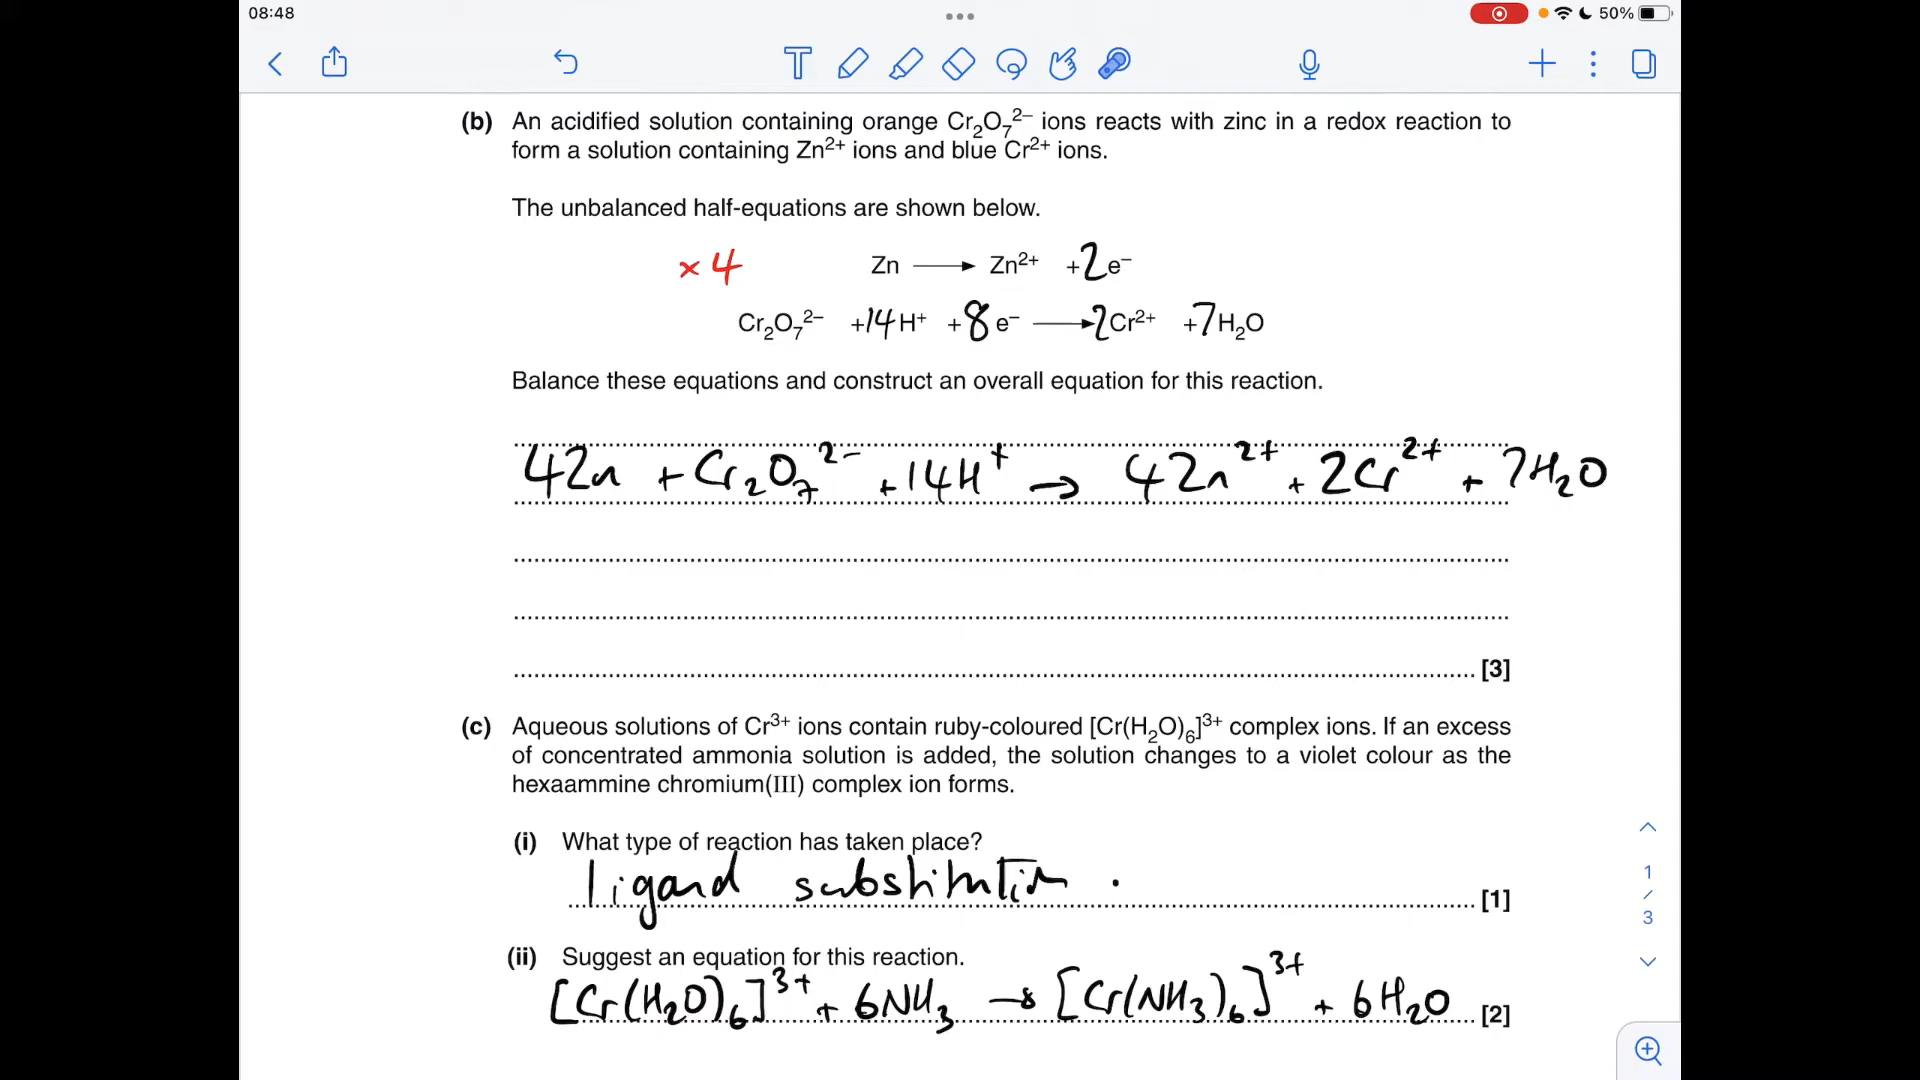 08:48
50%
(b) An acidified solution containing orange Cr₂O₇²⁻ ions reacts with zinc in a redox reaction to
form a solution containing Zn²⁺ ions and blue Cr²⁺ ions.
The unbalanced half-equations are shown below.
× 4 Zn ⟶ Zn²⁺ + 2e⁻
Cr₂O₇²⁻ + 14H⁺ + 8e⁻ ⟶ 2Cr²⁺ + 7H₂O
Balance these equations and construct an overall equation for this reaction.
4Zn + Cr₂O₇²⁻ + 14H⁺ → 4Zn²⁺ + 2Cr²⁺ + 7H₂O
[3]
(c) Aqueous solutions of Cr³⁺ ions contain ruby-coloured [Cr(H₂O)₆]³⁺ complex ions. If an excess
of concentrated ammonia solution is added, the solution changes to a violet colour as the
hexaammine chromium(III) complex ion forms.
(i) What type of reaction has taken place?
ligand substitution .
[1]
(ii) Suggest an equation for this reaction.
[Cr(H₂O)₆]³⁺ + 6NH₃ → [Cr(NH₃)₆]³⁺ + 6H₂O [2]
1
/
3